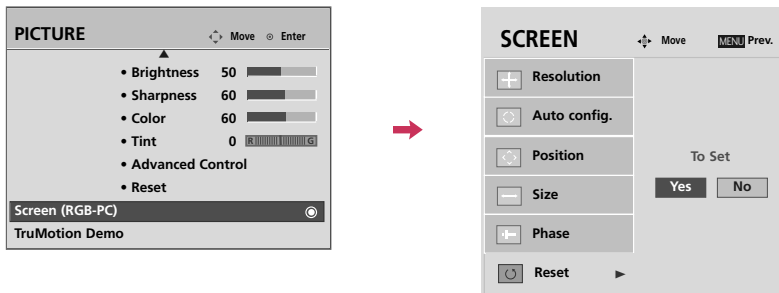 PICTURE Move Enter
• Brightness 50
• Sharpness 60
• Color 60
• Tint 0 R G
• Advanced Control
• Reset
Screen (RGB-PC)
TruMotion Demo
SCREEN Move MENU Prev.
Resolution
Auto config.
Position
Size
Phase
Reset
To Set
Yes No